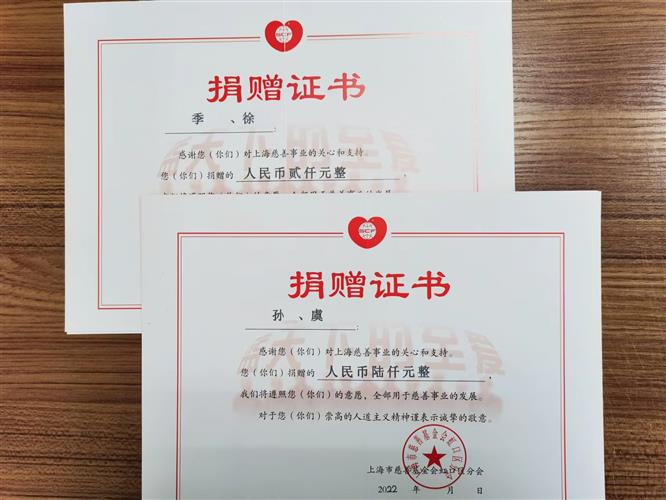 SCF
捐赠证书
季 、徐 :
感谢您（你们）对上海慈善事业的关心和支持。
您（你们）捐赠的 人民币贰仟元整 ，
SCF
捐赠证书
孙 、虞 :
感谢您（你们）对上海慈善事业的关心和支持。
您（你们）捐赠的 人民币陆仟元整 ，
我们将遵照您（你们）的意愿，全部用于慈善事业的发展。
对于您（你们）崇高的人道主义精神谨表示诚挚的敬意。
上海市慈善基金会虹口区分会
2022 年 月 日